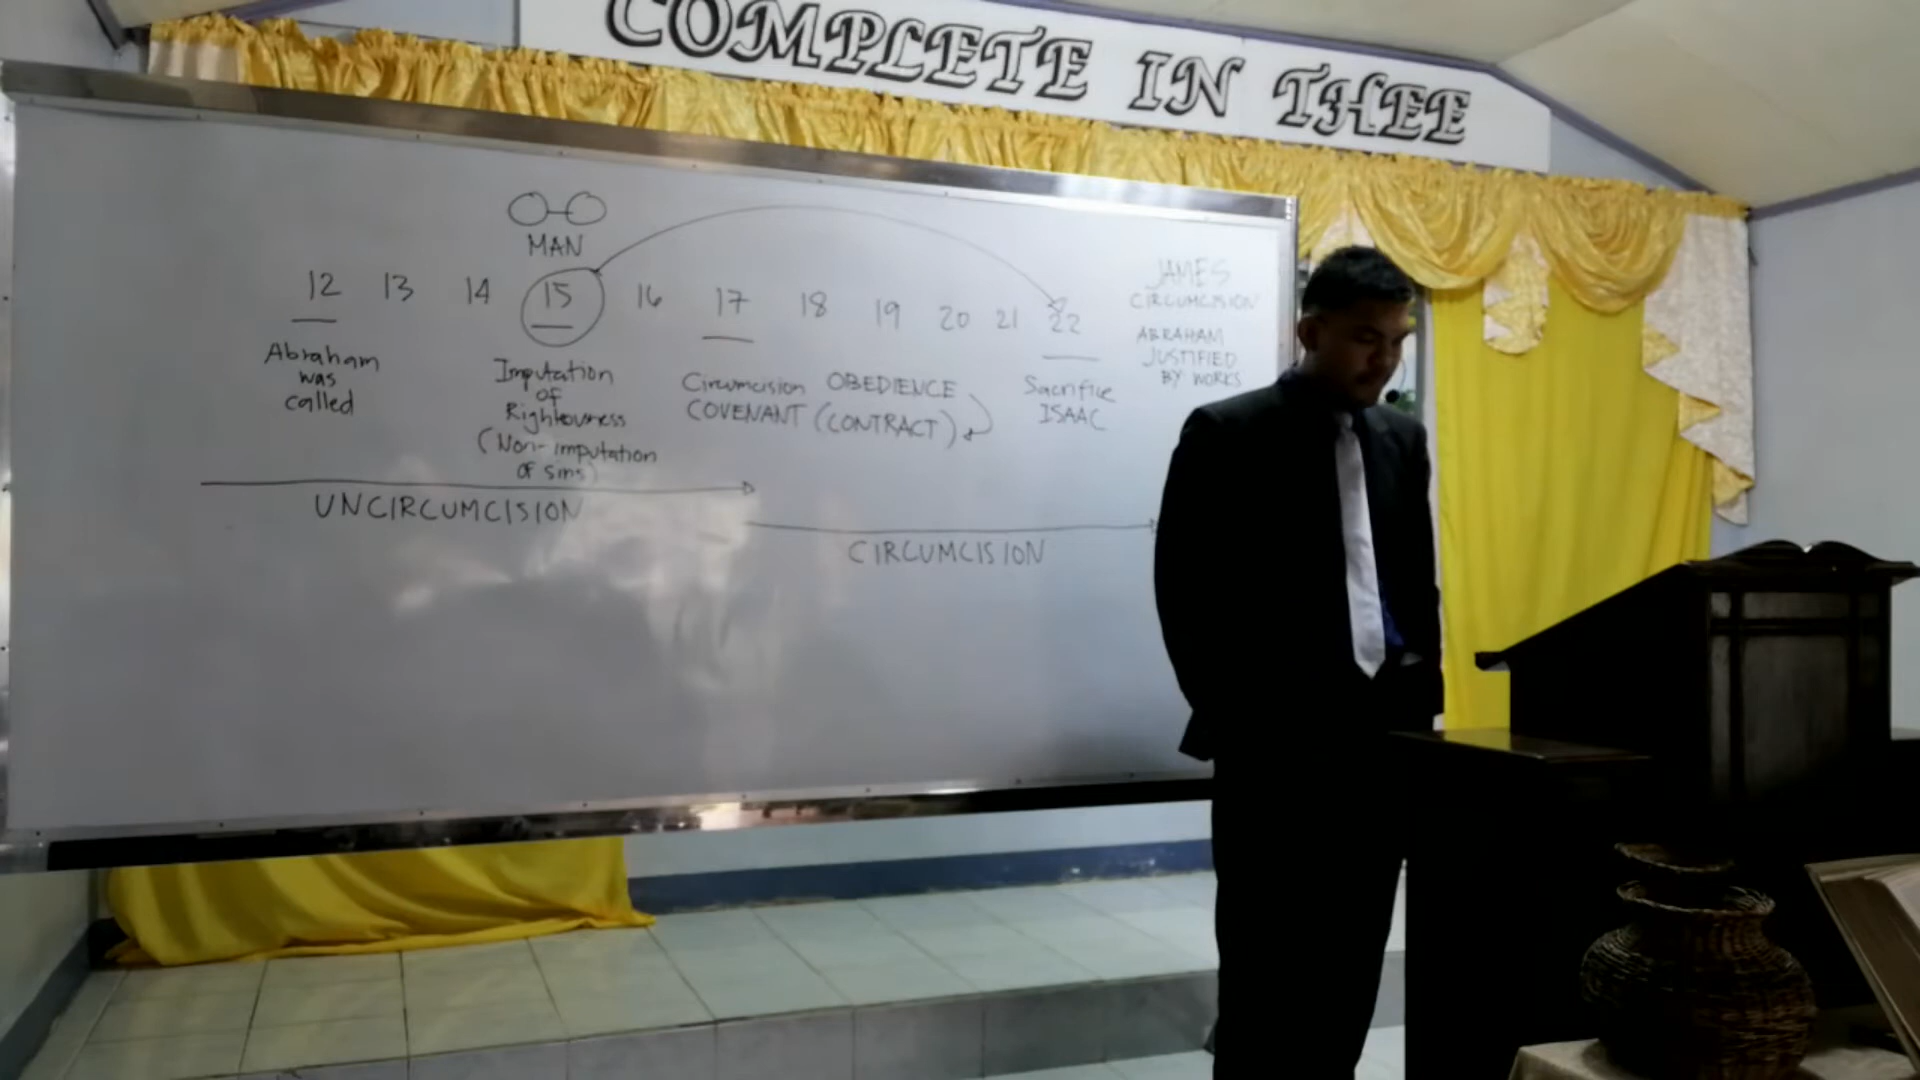 COMPLETE IN THEE
MAN
12 13 14 15 16 17 18 19 20 21 22
Abraham
was
called
Imputation
of
Righteousness
(Non-imputation
of sins)
Circumcision
COVENANT
OBEDIENCE
(CONTRACT)
Sacrifice
ISAAC
JAMES
CIRCUMCISION
ABRAHAM
JUSTIFIED
BY WORKS
UNCIRCUMCISION
CIRCUMCISION